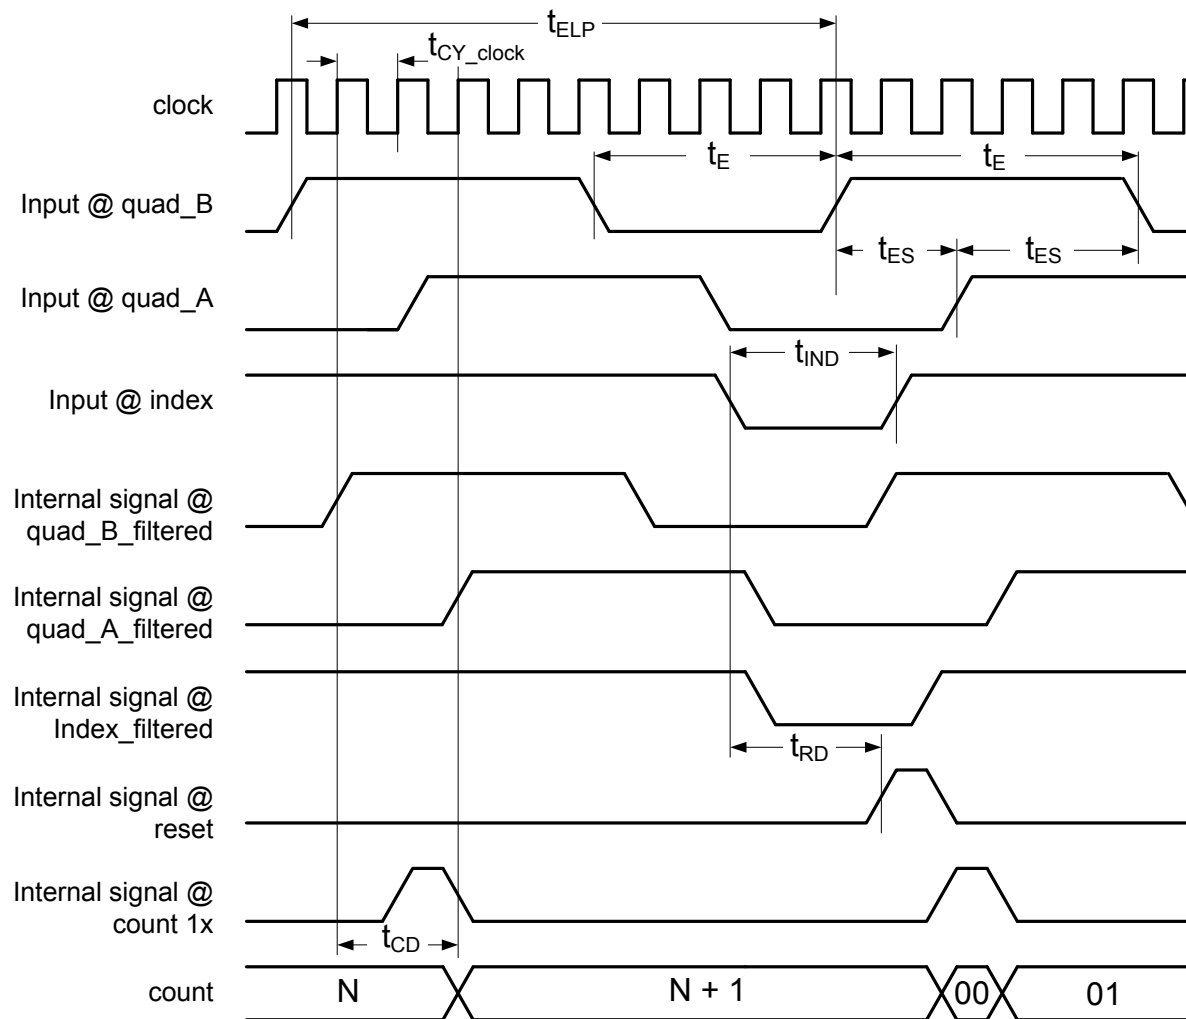 tELP
tCY_clock
clock
tE
tE
Input @ quad_B
tES
tES
Input @ quad_A
tIND
Input @ index
Internal signal @
quad_B_filtered
Internal signal @
quad_A_filtered
Internal signal @
Index_filtered
tRD
Internal signal @
reset
Internal signal @
count 1x
tCD
count
N
N + 1
00
01